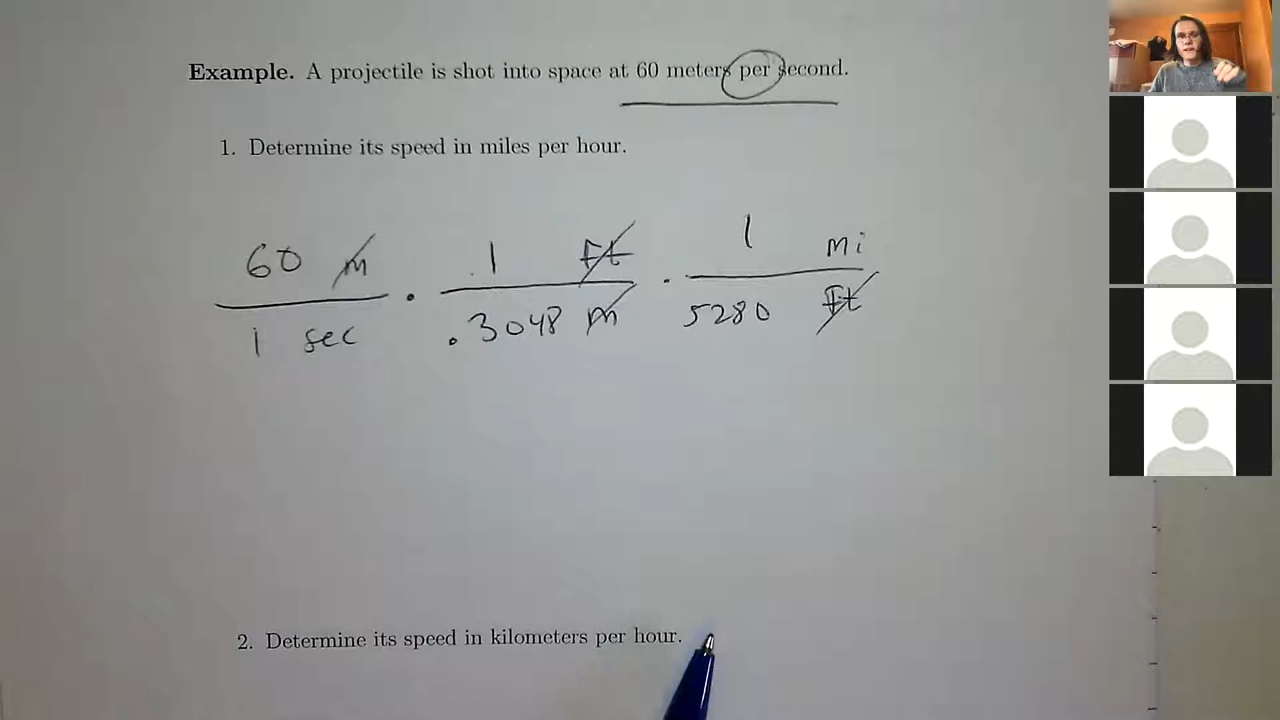 Example. A projectile is shot into space at 60 meters per second.
1. Determine its speed in miles per hour.
60 m / 1 sec · 1 ft / .3048 m · 1 mi / 5280 ft
2. Determine its speed in kilometers per hour.